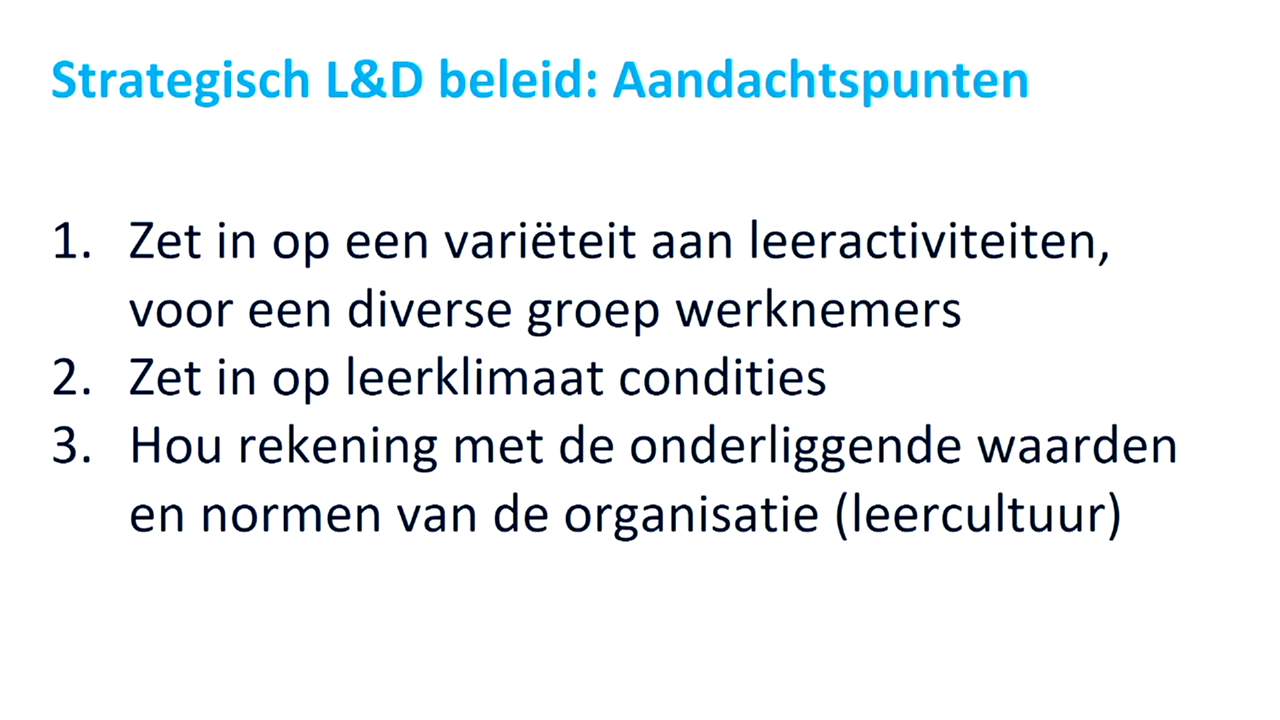 Strategisch L&D beleid: Aandachtspunten
1. Zet in op een variëteit aan leeractiviteiten,
voor een diverse groep werknemers
2. Zet in op leerklimaat condities
3. Hou rekening met de onderliggende waarden
en normen van de organisatie (leercultuur)